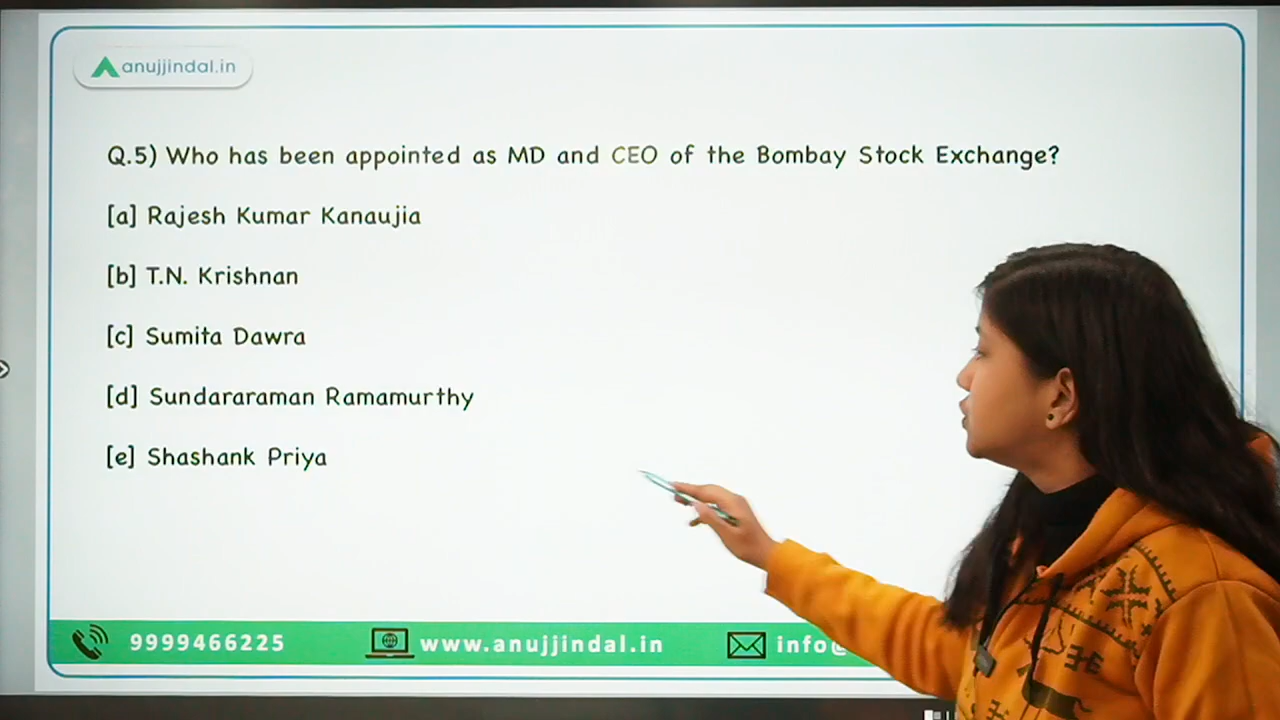 anujjindal.in
Q.5) Who has been appointed as MD and CEO of the Bombay Stock Exchange?
[a] Rajesh Kumar Kanaujia
[b] T.N. Krishnan
[c] Sumita Dawra
[d] Sundararaman Ramamurthy
[e] Shashank Priya
9999466225 www.anujjindal.in info@